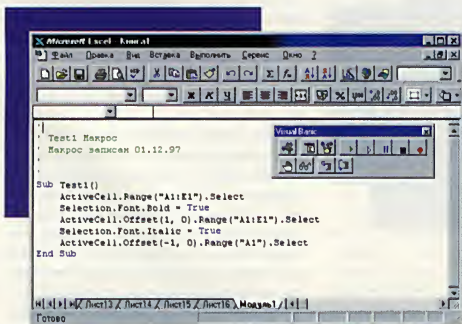 Microsoft Excel - Книга1
Файл Правка Вид Вставка Выполнить Сервис Окно ?
Ж К Ч
Visual Basic
'
' Test1 Макрос
' Макрос записан 01.12.97
'
'
Sub Test1()
ActiveCell.Range("A1:E1").Select
Selection.Font.Bold = True
ActiveCell.Offset(1, 0).Range("A1:E1").Select
Selection.Font.Italic = True
ActiveCell.Offset(-1, 0).Range("A1").Select
End Sub
Лист13 Лист14 Лист15 Лист16 Модуль1
Готово